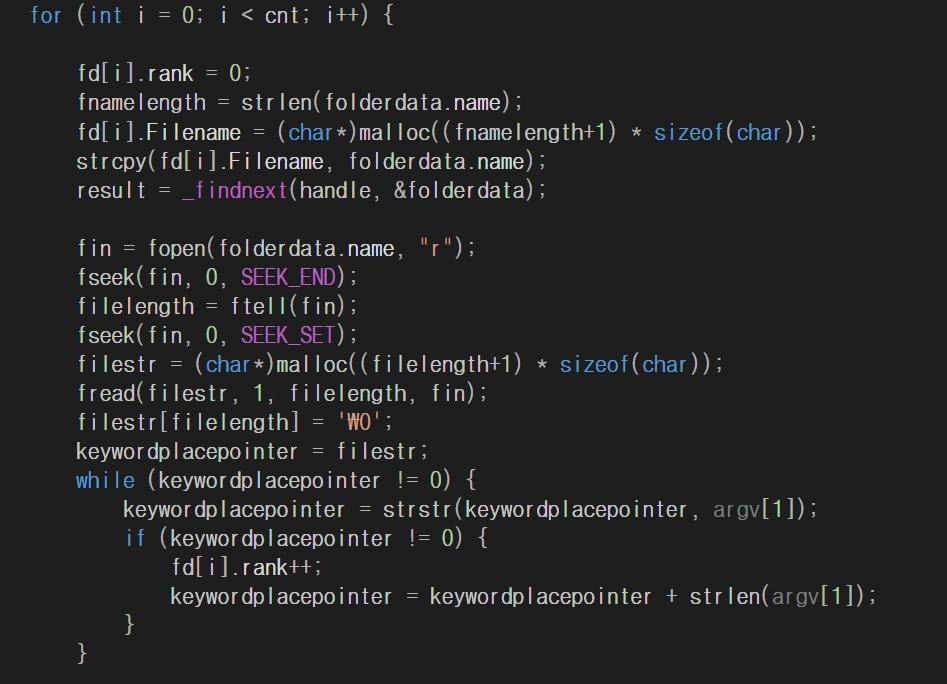 for (int i = 0; i < cnt; i++) {
fd[i].rank = 0;
fnamelength = strlen(folderdata.name);
fd[i].Filename = (char*)malloc((fnamelength+1) * sizeof(char));
strcpy(fd[i].Filename, folderdata.name);
result = _findnext(handle, &folderdata);
fin = fopen(folderdata.name, "r");
fseek(fin, 0, SEEK_END);
filelength = ftell(fin);
fseek(fin, 0, SEEK_SET);
filestr = (char*)malloc((filelength+1) * sizeof(char));
fread(filestr, 1, filelength, fin);
filestr[filelength] = '₩0';
keywordplacepointer = filestr;
while (keywordplacepointer != 0) {
keywordplacepointer = strstr(keywordplacepointer, argv[1]);
if (keywordplacepointer != 0) {
fd[i].rank++;
keywordplacepointer = keywordplacepointer + strlen(argv[1]);
}
}